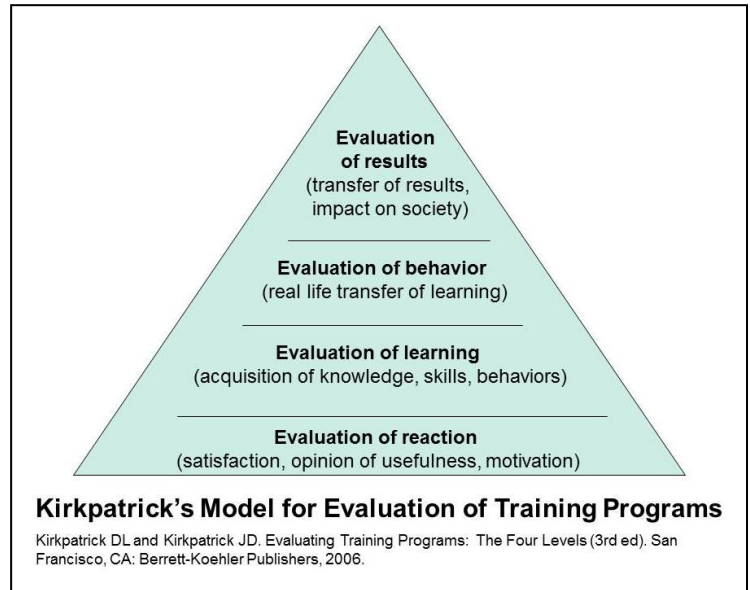 Evaluation
of results
(transfer of results,
impact on society)
Evaluation of behavior
(real life transfer of learning)
Evaluation of learning
(acquisition of knowledge, skills, behaviors)
Evaluation of reaction
(satisfaction, opinion of usefulness, motivation)
Kirkpatrick’s Model for Evaluation of Training Programs
Kirkpatrick DL and Kirkpatrick JD. Evaluating Training Programs: The Four Levels (3rd ed). San
Francisco, CA: Berrett-Koehler Publishers, 2006.